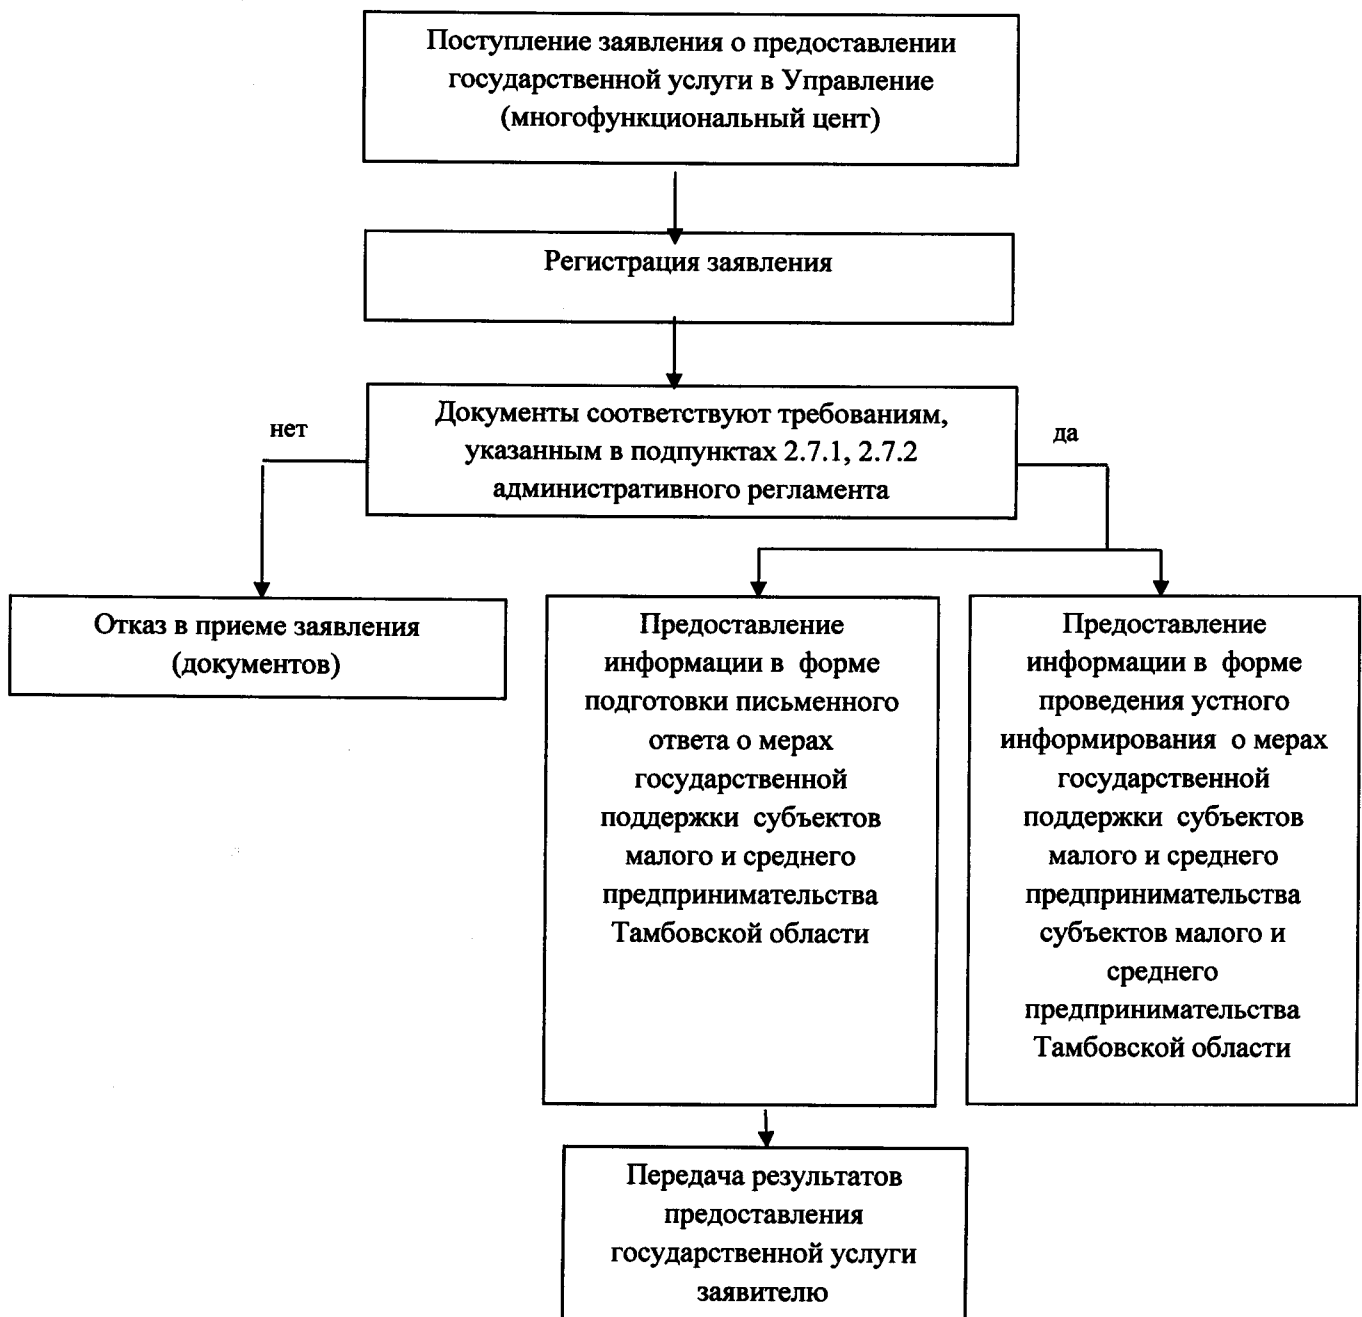 Поступление заявления о предоставлении
государственной услуги в Управление
(многофункциональный цент)
Регистрация заявления
Документы соответствуют требованиям,
указанным в подпунктах 2.7.1, 2.7.2
административного регламента
нет
да
Отказ в приеме заявления
(документов)
Предоставление
информации в форме
подготовки письменного
ответа о мерах
государственной
поддержки субъектов
малого и среднего
предпринимательства
Тамбовской области
Предоставление
информации в форме
проведения устного
информирования о мерах
государственной
поддержки субъектов
малого и среднего
предпринимательства
субъектов малого и
среднего
предпринимательства
Тамбовской области
Передача результатов
предоставления
государственной услуги
заявителю